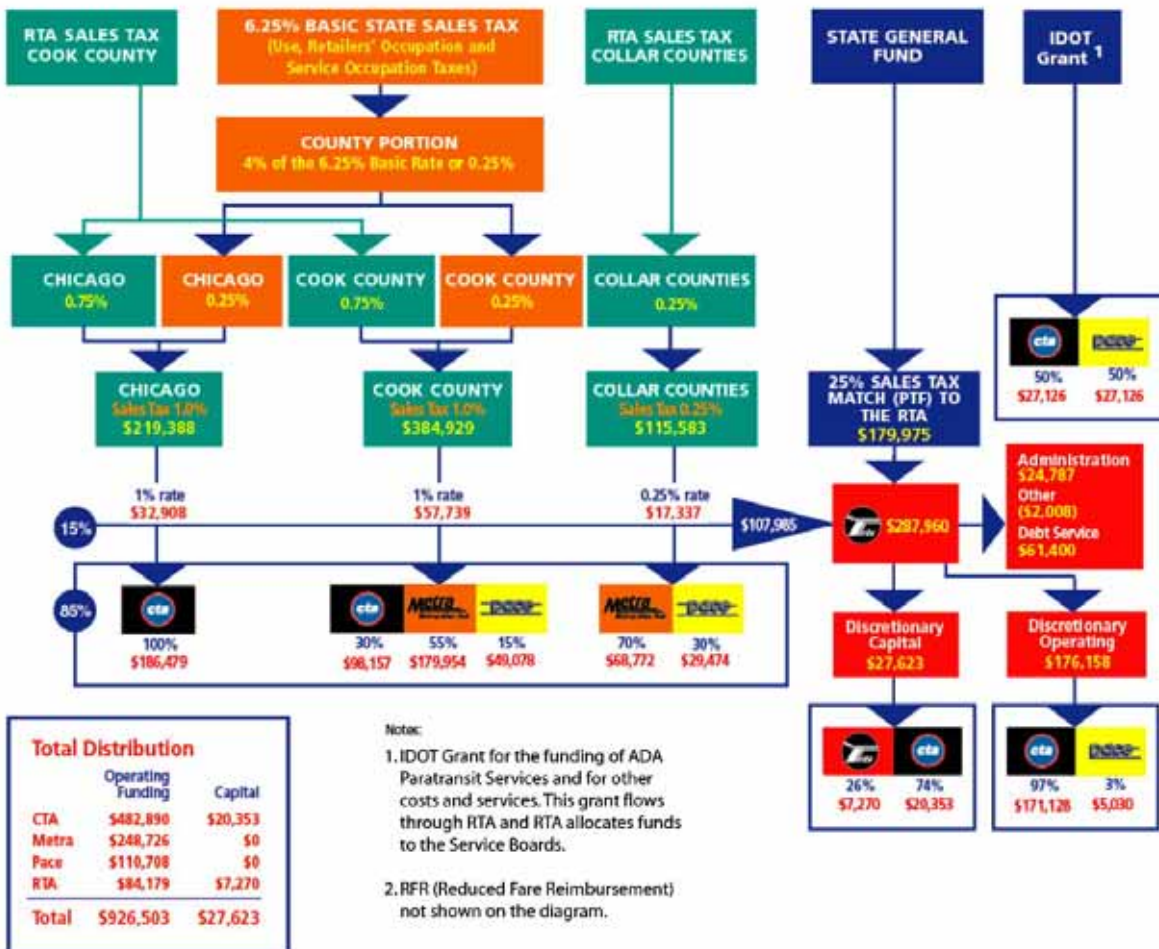 RTA SALES TAX
COOK COUNTY
6.25% BASIC STATE SALES TAX
(Use, Retailers' Occupation and
Service Occupation Taxes)
RTA SALES TAX
COLLAR COUNTIES
STATE GENERAL
FUND
IDOT
Grant 1
COUNTY PORTION
4% of the 6.25% Basic Rate or 0.25%
CHICAGO
0.75%
CHICAGO
0.25%
COOK COUNTY
0.75%
COOK COUNTY
0.25%
COLLAR COUNTIES
0.25%
cta
pace
50%
50%
$27,126
$27,126
CHICAGO
Sales Tax 1.0%
$219,388
COOK COUNTY
Sales Tax 1.0%
$384,929
COLLAR COUNTIES
Sales Tax 0.25%
$115,583
25% SALES TAX
MATCH (PTF) TO
THE RTA
$179,975
Administration
$24,787
Other
($2,008)
Debt Service
$61,400
1% rate
$32,908
1% rate
$57,739
0.25% rate
$17,337
15%
$107,985
$287,960
85%
cta
100%
$186,479
cta
Metra
pace
30%
55%
15%
$98,157
$179,954
$49,078
Metra
pace
70%
30%
$68,772
$29,474
Discretionary
Capital
$27,623
Discretionary
Operating
$176,158
cta
26%
74%
$7,270
$20,353
cta
pace
97%
3%
$171,128
$5,030
Total Distribution
Operating
Funding
Capital
CTA $482,890 $20,353
Metra $248,726 $0
Pace $110,708 $0
RTA $84,179 $7,270
Total $926,503 $27,623
Notes:
1. IDOT Grant for the funding of ADA
Paratransit Services and for other
costs and services. This grant flows
through RTA and RTA allocates funds
to the Service Boards.
2. RFR (Reduced Fare Reimbursement)
not shown on the diagram.